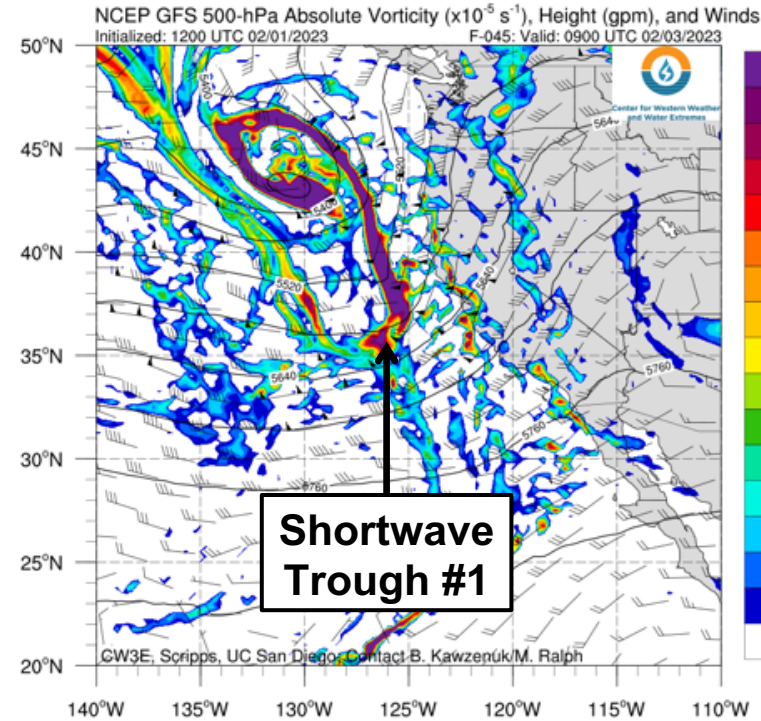 NCEP GFS 500-hPa Absolute Vorticity (x10⁻⁵ s⁻¹), Height (gpm), and Winds
Initialized: 1200 UTC 02/01/2023 F-045: Valid: 0900 UTC 02/03/2023
Center for Western Weather
and Water Extremes
50°N
45°N
40°N
35°N
30°N
25°N
20°N
5400
5400
5520
5520
5640
5640
5760
5760
5760
Shortwave
Trough #1
CW3E, Scripps, UC San Diego, Contact B. Kawzenuk/M. Ralph
140°W 135°W 130°W 125°W 120°W 115°W 110°W